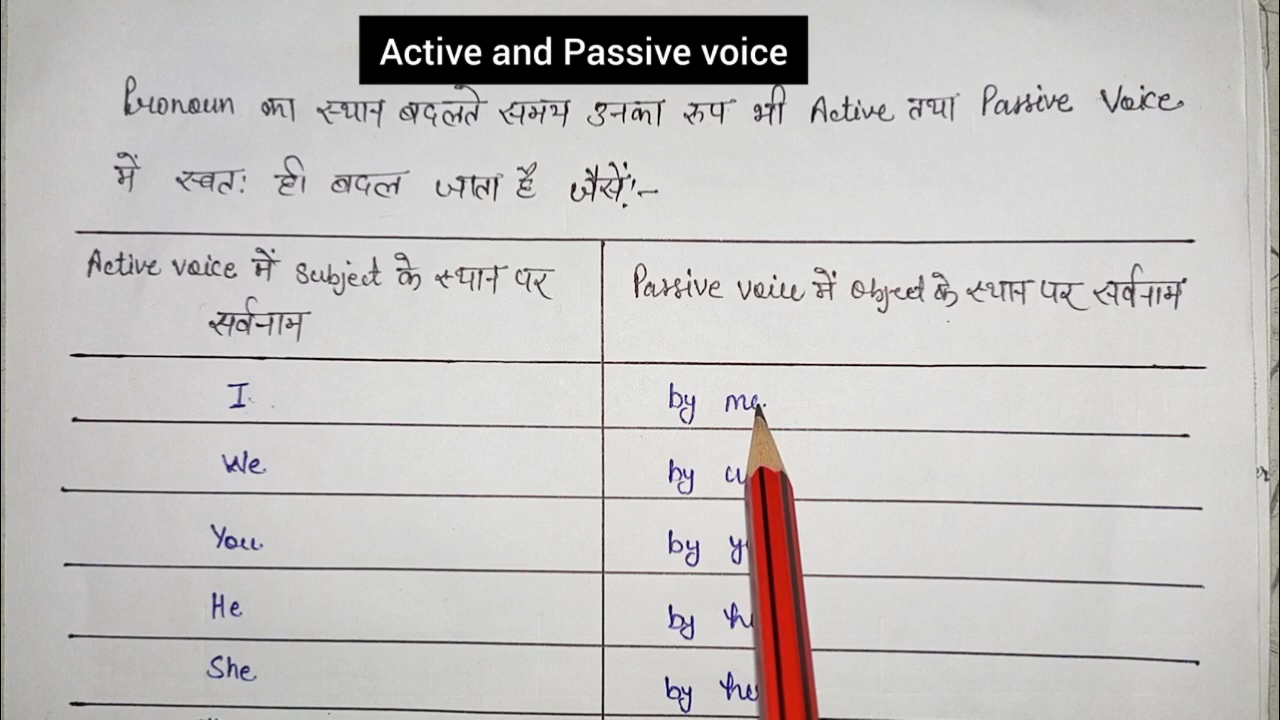 Active and Passive voice
Pronoun का स्थान बदलते समय उनका रुप भी Active तथा Passive Voice
में स्वतः ही बदल जाता है जैसें:-
Active voice में subject के स्थान पर
सर्वनाम
Passive voice में object के स्थान पर सर्वनाम
I
by me.
We
by
You
by
He
by
She
by